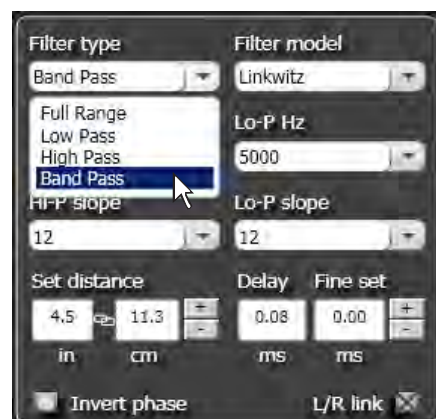 Filter type Filter model
Band Pass Linkwitz
Full Range
Low Pass
High Pass
Band Pass
Lo-P Hz
5000
Hi-P slope Lo-P slope
12 12
Set distance Delay Fine set
4.5 11.3 + - 0.08 0.00 + -
in cm ms ms
Invert phase L/R link